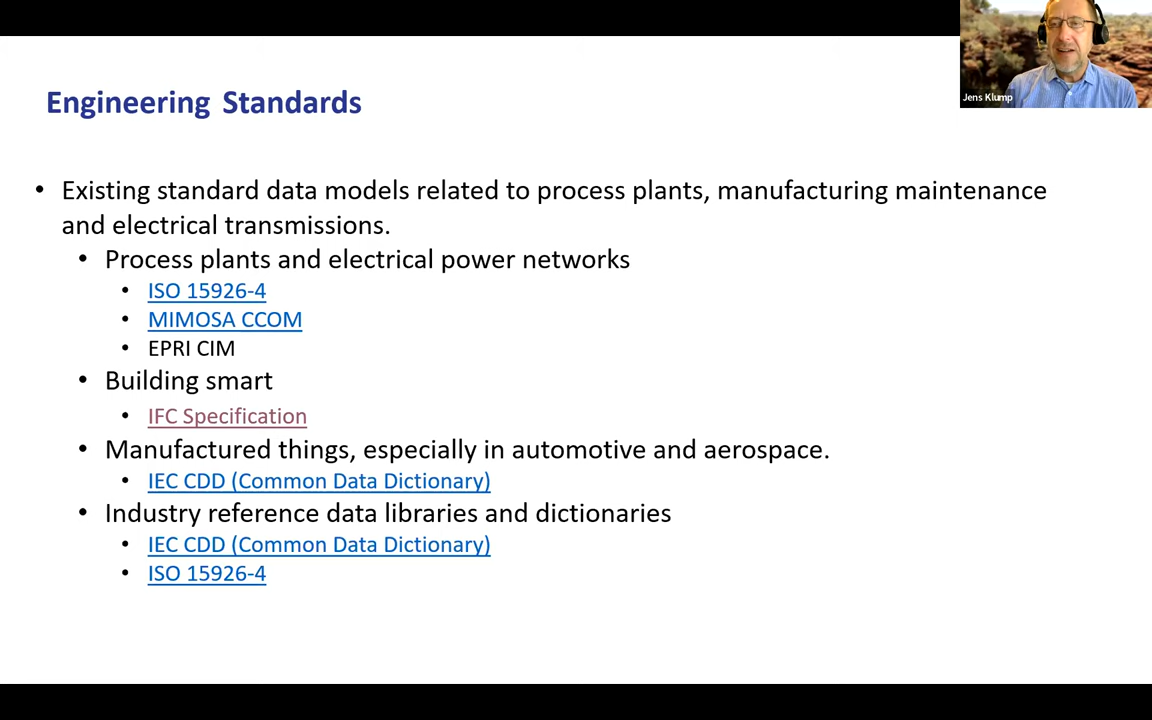 Jens Klump
Engineering Standards
• Existing standard data models related to process plants, manufacturing maintenance
and electrical transmissions.
• Process plants and electrical power networks
• ISO 15926-4
• MIMOSA CCOM
• EPRI CIM
• Building smart
• IFC Specification
• Manufactured things, especially in automotive and aerospace.
• IEC CDD (Common Data Dictionary)
• Industry reference data libraries and dictionaries
• IEC CDD (Common Data Dictionary)
• ISO 15926-4